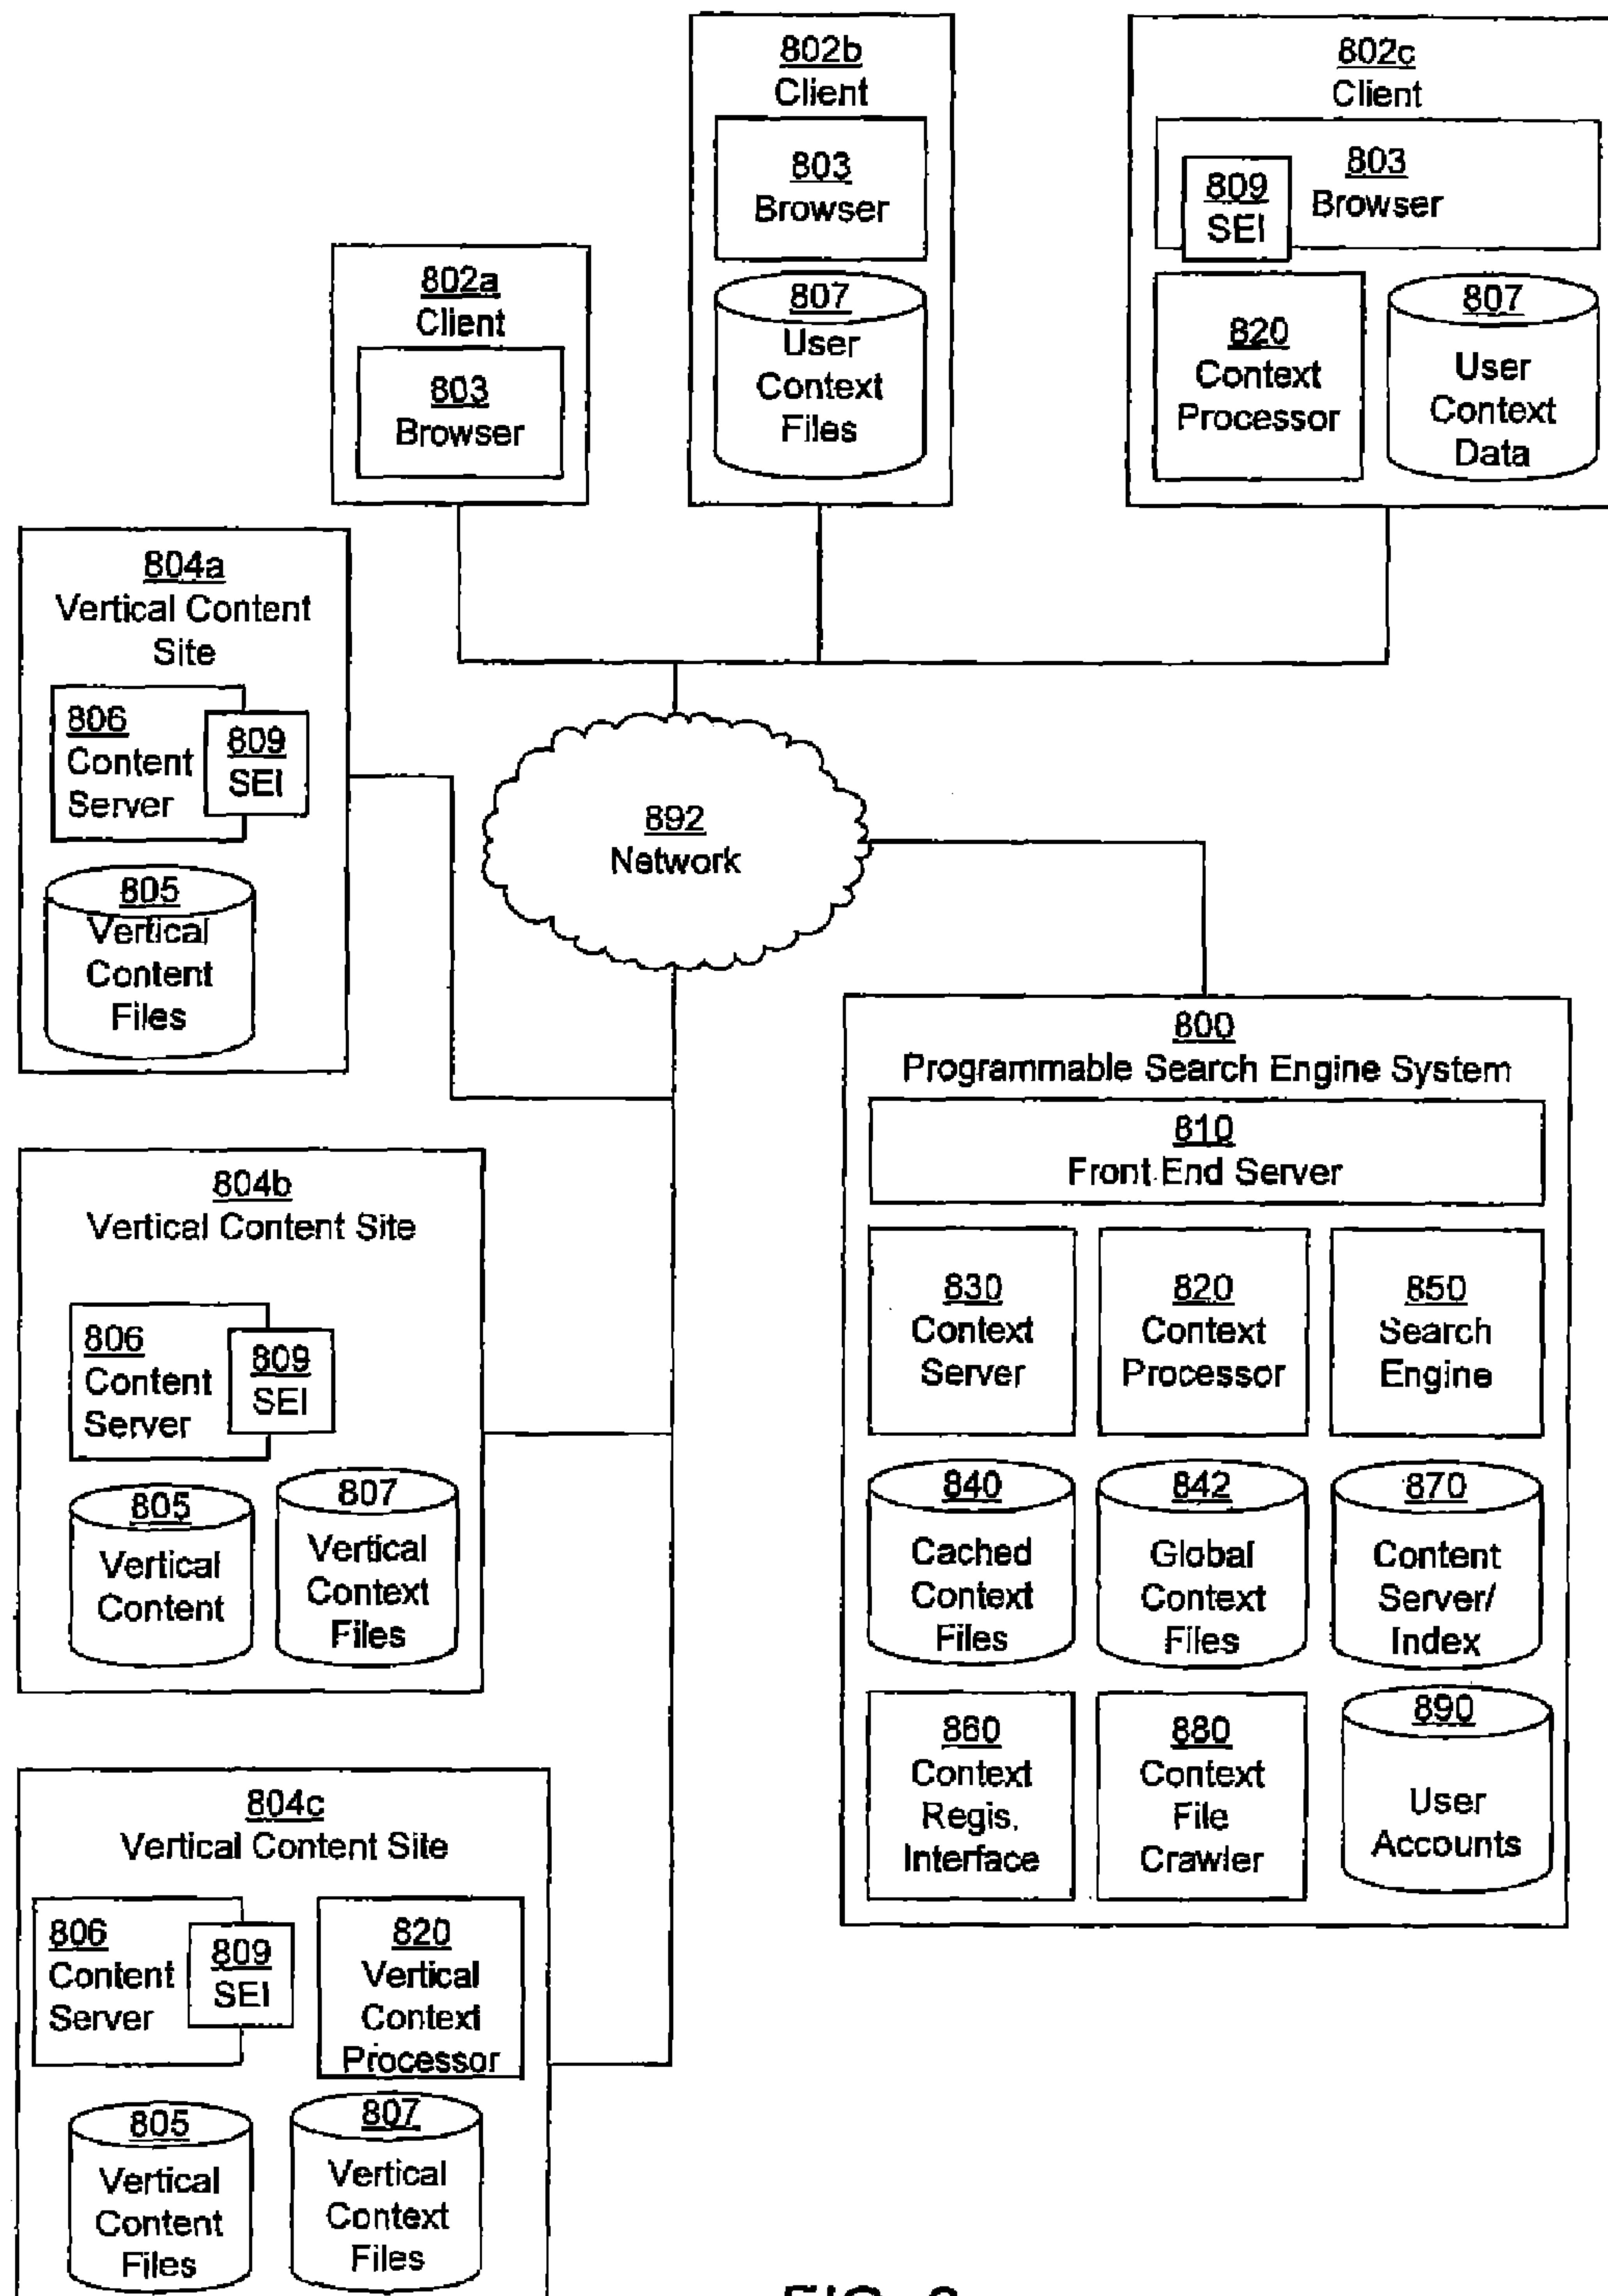 802b
Client
803
Browser
807
User
Context
Files
802c
Client
809
SEI
803
Browser
820
Context
Processor
807
User
Context
Data
802a
Client
803
Browser
804a
Vertical Content
Site
806
Content
Server
809
SEI
805
Vertical
Content
Files
892
Network
800
Programmable Search Engine System
810
Front End Server
830
Context
Server
820
Context
Processor
850
Search
Engine
840
Cached
Context
Files
842
Global
Context
Files
870
Content
Server/
Index
860
Context
Regis.
Interface
880
Context
File
Crawler
890
User
Accounts
804b
Vertical Content Site
806
Content
Server
809
SEI
805
Vertical
Content
807
Vertical
Context
Files
804c
Vertical Content Site
806
Content
Server
809
SEI
820
Vertical
Context
Processor
805
Vertical
Content
Files
807
Vertical
Context
Files
FIG.